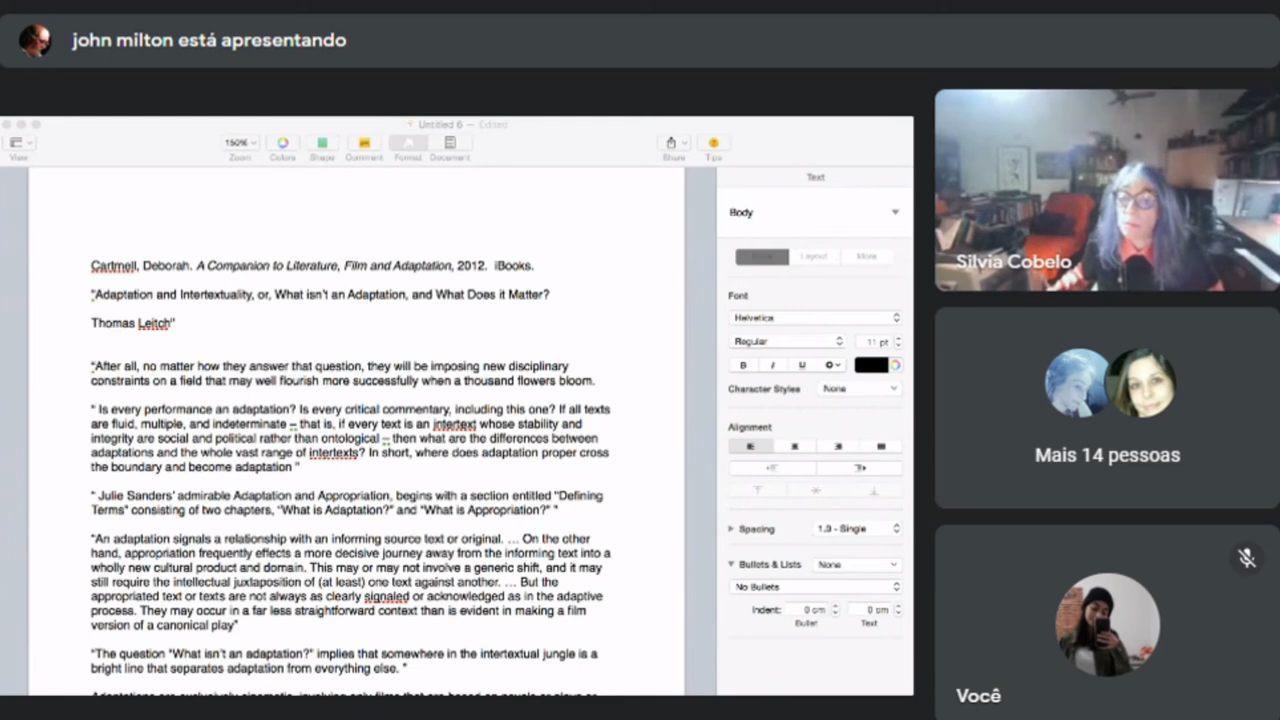 john milton está apresentando
Untitled 6 — Edited
150%
View
Zoom
Colors
Shape
Comment
Format
Document
Share
Tips
Text
Body
Layout
More
Font
Helvetica
Regular
11 pt
B I U
Character Styles
None
Alignment
Spacing
1.0 - Single
Bullets & Lists
None
No Bullets
Indent:
0 cm
0 cm
Bullet
Text
Cartmell, Deborah. A Companion to Literature, Film and Adaptation, 2012. iBooks.
"Adaptation and Intertextuality, or, What isn't an Adaptation, and What Does it Matter?
Thomas Leitch"
"After all, no matter how they answer that question, they will be imposing new disciplinary
constraints on a field that may well flourish more successfully when a thousand flowers bloom.
" Is every performance an adaptation? Is every critical commentary, including this one? If all texts
are fluid, multiple, and indeterminate – that is, if every text is an intertext whose stability and
integrity are social and political rather than ontological – then what are the differences between
adaptations and the whole vast range of intertexts? In short, where does adaptation proper cross
the boundary and become adaptation "
" Julie Sanders' admirable Adaptation and Appropriation, begins with a section entitled "Defining
Terms" consisting of two chapters, "What is Adaptation?" and "What is Appropriation?" "
"An adaptation signals a relationship with an informing source text or original. … On the other
hand, appropriation frequently effects a more decisive journey away from the informing text into a
wholly new cultural product and domain. This may or may not involve a generic shift, and it may
still require the intellectual juxtaposition of (at least) one text against another. … But the
appropriated text or texts are not always as clearly signaled or acknowledged as in the adaptive
process. They may occur in a far less straightforward context than is evident in making a film
version of a canonical play"
"The question "What isn't an adaptation?" implies that somewhere in the intertextual jungle is a
bright line that separates adaptation from everything else. "
Adaptations are exclusively cinematic, involving only films that are based on novels or plays or
Silvia Cobelo
Mais 14 pessoas
Você